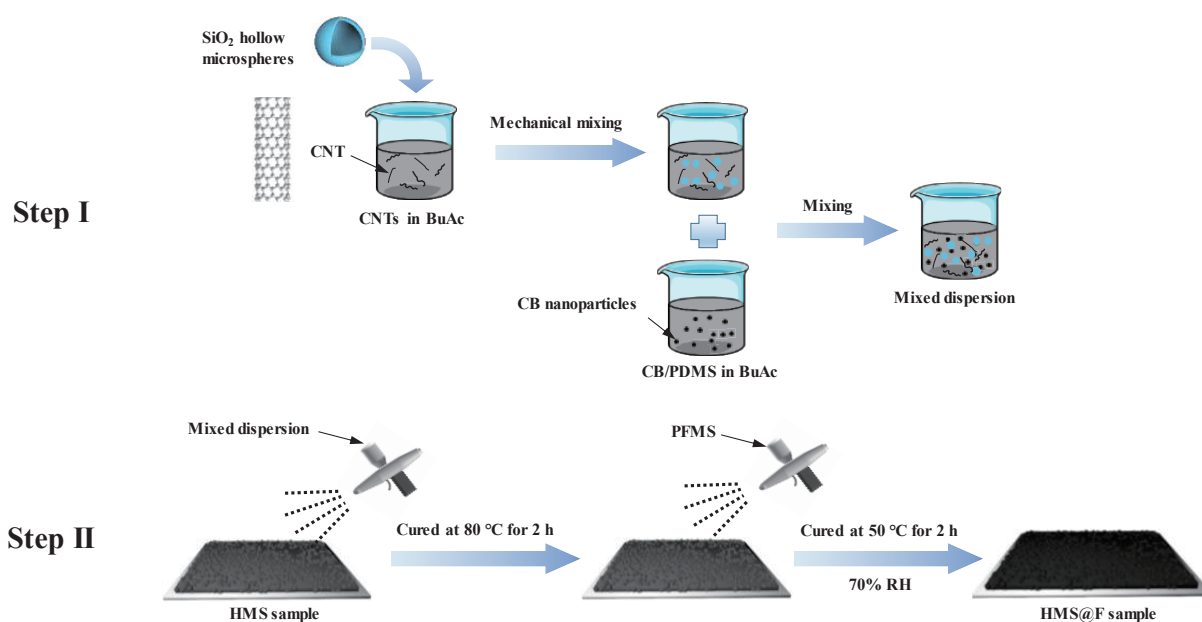 SiO₂ hollow
microspheres
CNT
CNTs in BuAc
Mechanical mixing
Step I
Mixing
Mixed dispersion
CB nanoparticles
CB/PDMS in BuAc
Mixed dispersion
PFMS
Step II
Cured at 80 °C for 2 h
Cured at 50 °C for 2 h
70% RH
HMS sample
HMS@F sample